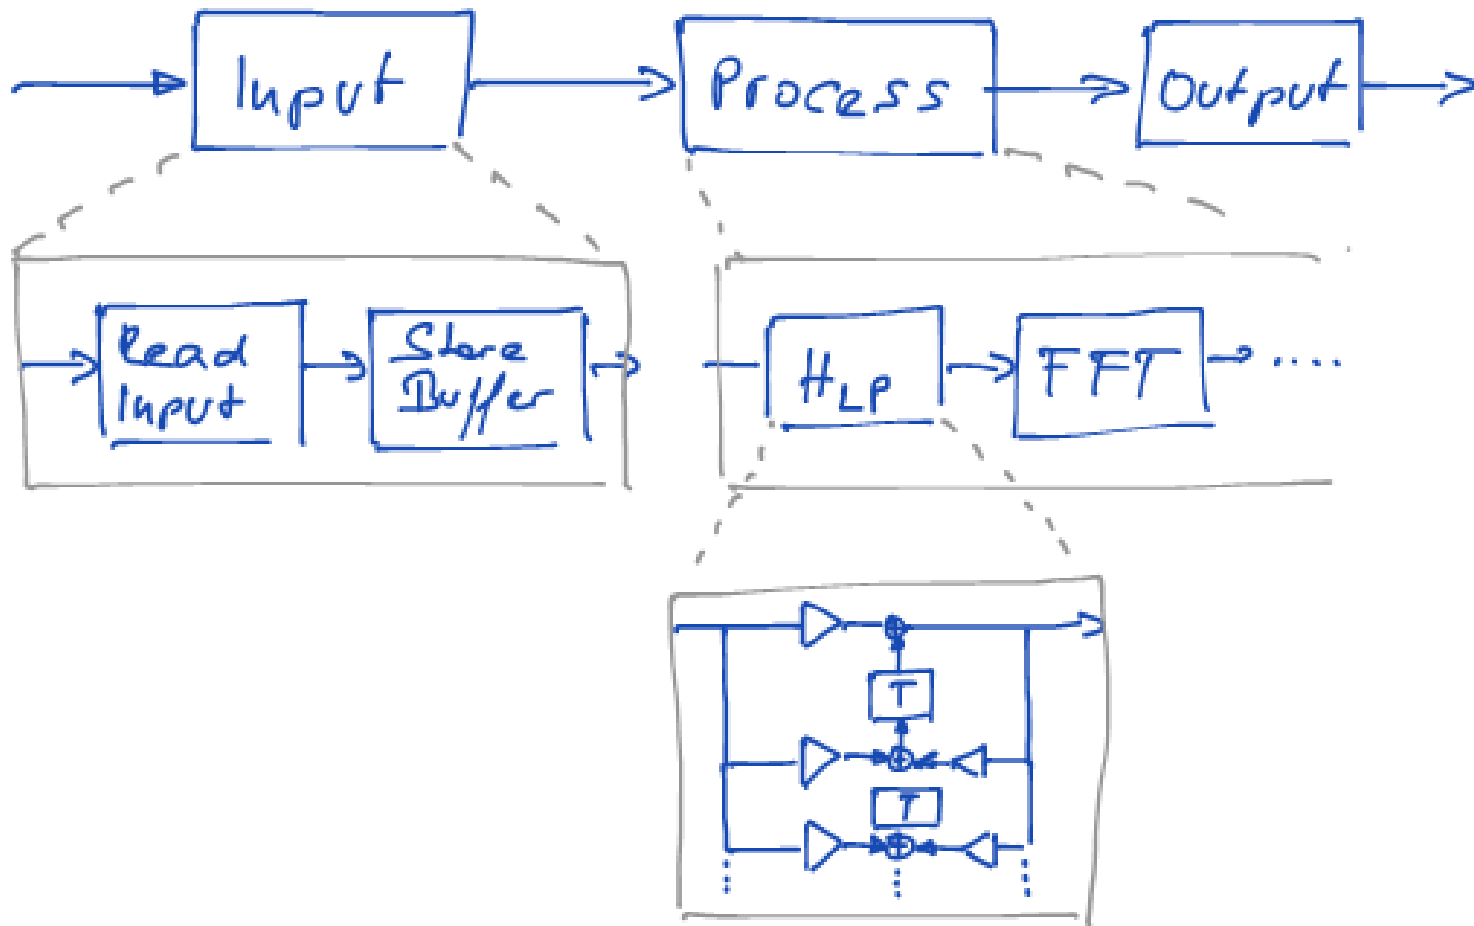 Input
Process
Output
Read
Input
Store
Buffer
HLP
FFT
....
T
T